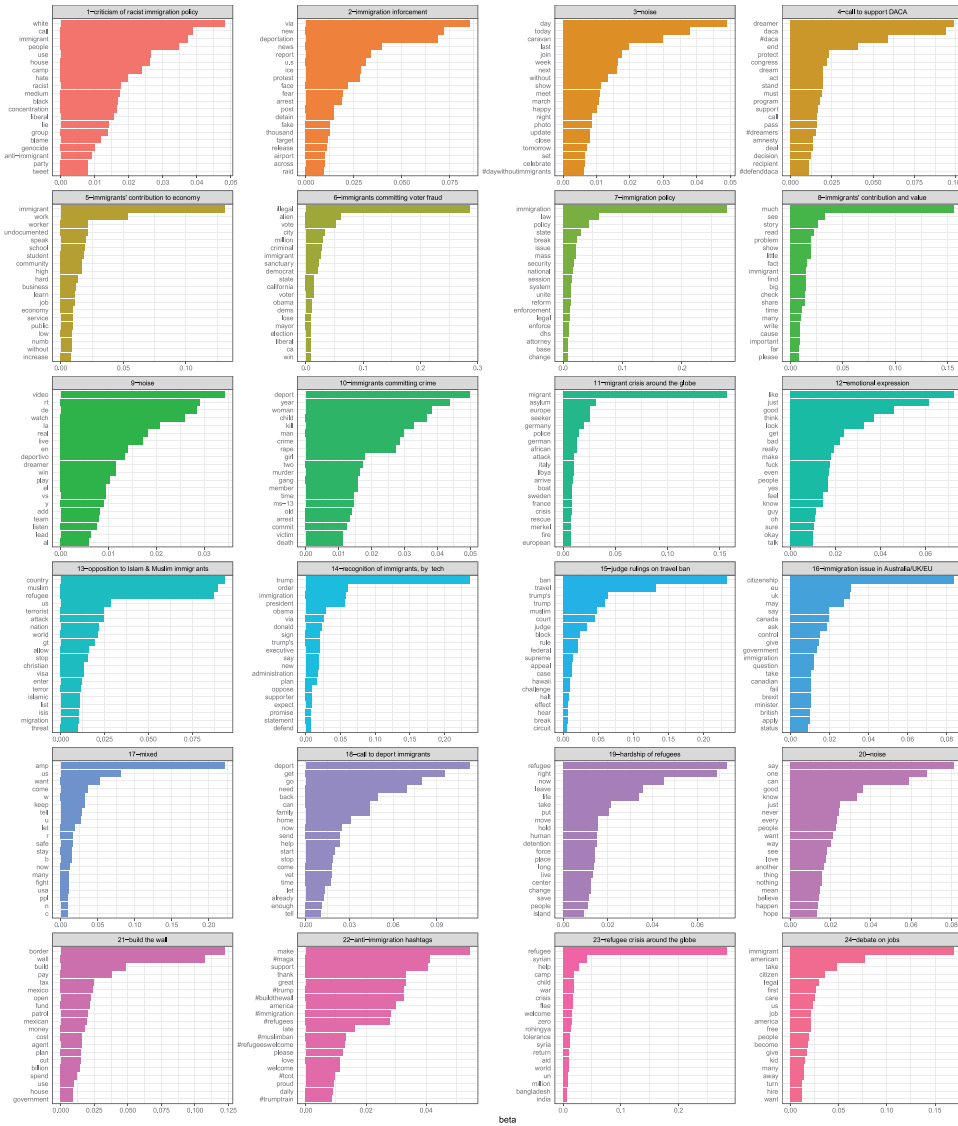 1−criticism of racist immigration policy
white
call
immigrant
people
use
house
camp
hate
racist
medium
black
concentration
liberal
lie
group
blame
genocide
anti−immigrant
party
tweet
0.00 0.01 0.02 0.03 0.04 0.05
2−immigration inforcement
via
new
deportation
news
report
u.s
ice
protest
face
fear
arrest
post
detain
fake
thousand
target
release
airport
across
raid
0.000 0.025 0.050 0.075
3−noise
day
today
caravan
last
join
week
next
without
show
meet
march
happy
night
photo
update
close
tomorrow
set
celebrate
#daywithoutimmigrants
0.00 0.01 0.02 0.03 0.04 0.05
4−call to support DACA
dreamer
daca
#daca
end
protect
congress
dream
act
stand
must
program
support
call
pass
#dreamers
amnesty
deal
decision
recipient
#defenddaca
0.000 0.025 0.050 0.075 0.100
5−immigrants' contribution to economy
immigrant
work
worker
undocumented
speak
school
student
community
high
hard
business
learn
job
economy
service
public
low
numb
without
increase
0.00 0.05 0.10
6−immigrants committing voter fraud
illegal
alien
vote
city
million
criminal
immigrant
sanctuary
democrat
state
california
voter
obama
dems
lose
mayor
election
liberal
ca
win
0.0 0.1 0.2 0.3
7−immigration policy
immigration
law
policy
state
break
issue
mass
security
national
session
system
unite
reform
enforcement
legal
enforce
dhs
attorney
base
change
0.0 0.1 0.2
8−immigrants' contribution and value
much
see
story
read
problem
show
little
fact
immigrant
find
big
check
share
time
many
write
cause
important
far
please
0.00 0.05 0.10 0.15
9−noise
video
rt
de
watch
la
real
live
en
deportivo
dreamer
win
play
el
vs
y
add
team
listen
lead
al
0.00 0.01 0.02 0.03
10−immigrants committing crime
deport
year
woman
child
kill
man
crime
rape
girl
two
murder
gang
member
time
ms−13
old
arrest
commit
victim
death
0.00 0.01 0.02 0.03 0.04 0.05
11−migrant crisis around the globe
migrant
asylum
europe
seeker
germany
police
german
african
attack
italy
libya
arrive
boat
sweden
france
crisis
rescue
merkel
fire
european
0.00 0.05 0.10 0.15
12−emotional expression
like
just
good
think
look
get
bad
really
make
fuck
even
people
yes
feel
know
guy
oh
sure
okay
talk
0.00 0.02 0.04 0.06
13−opposition to Islam & Muslim immigrants
country
muslim
refugee
us
terrorist
attack
nation
world
gt
allow
stop
christian
visa
enter
terror
islamic
list
isis
migration
threat
0.000 0.025 0.050 0.075
14−recognition of immigrants, by tech
trump
order
immigration
president
obama
via
donald
sign
trump's
executive
say
new
administration
plan
oppose
supporter
expect
promise
statement
defend
0.00 0.05 0.10 0.15 0.20
15−judge rulings on travel ban
ban
travel
trump's
trump
muslim
court
judge
block
rule
federal
supreme
appeal
case
hawaii
challenge
halt
effect
hear
break
circuit
0.00 0.05 0.10 0.15 0.20
16−immigration issue in Australia/UK/EU
citizenship
eu
uk
may
say
canada
ask
control
give
government
immigration
question
take
canadian
fail
brexit
minister
british
apply
status
0.00 0.02 0.04 0.06 0.08
17−mixed
amp
us
want
come
w
keep
tell
u
let
r
safe
stay
b
now
many
fight
usa
ppl
n
c
0.00 0.05 0.10 0.15 0.20
18−call to deport immigrants
deport
get
go
need
back
can
family
home
now
send
help
start
stop
come
vet
time
let
already
enough
tell
0.00 0.03 0.06 0.09
19−hardship of refugees
refugee
right
now
leave
life
take
put
move
hold
human
detention
force
place
long
live
center
change
save
people
island
0.00 0.02 0.04 0.06
20−noise
say
one
can
good
know
just
never
every
people
want
way
see
love
another
thing
nothing
mean
believe
happen
hope
0.00 0.02 0.04 0.06 0.08
21−build the wall
border
wall
build
pay
tax
mexico
open
fund
patrol
mexican
money
cost
agent
plan
cut
billion
spend
use
house
government
0.000 0.025 0.050 0.075 0.100 0.125
22−anti−immigration hashtags
make
#maga
support
thank
great
#trump
#buildthewall
america
#immigration
#refugees
late
#muslimban
#refugeeswelcome
please
love
welcome
#tcot
proud
daily
#trumptrain
0.00 0.02 0.04
23−refugee crisis around the globe
refugee
syrian
help
camp
child
war
crisis
flee
welcome
zero
rohingya
tolerance
syria
return
aid
world
un
million
bangladesh
india
0.0 0.1 0.2
24−debate on jobs
immigrant
american
take
citizen
legal
first
care
us
job
america
free
people
become
give
kid
many
away
turn
hire
want
0.00 0.05 0.10 0.15
beta